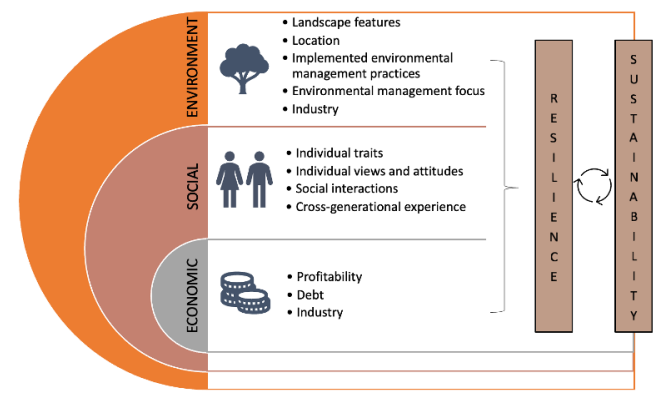 ENVIRONMENT
• Landscape features
• Location
• Implemented environmental
management practices
• Environmental management focus
• Industry
SOCIAL
• Individual traits
• Individual views and attitudes
• Social interactions
• Cross-generational experience
ECONOMIC
• Profitability
• Debt
• Industry
RESILIENCE
SUSTAINABILITY